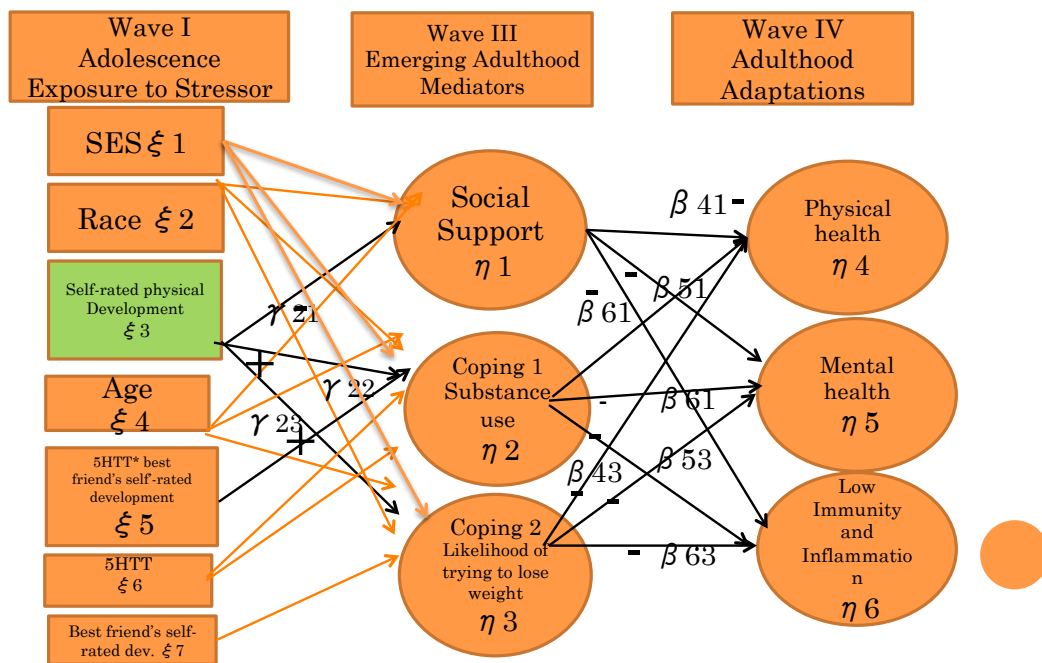 Wave I
Adolescence
Exposure to Stressor
Wave III
Emerging Adulthood
Mediators
Wave IV
Adulthood
Adaptations
SES ξ 1
Race ξ 2
Self-rated physical
Development
ξ 3
Age
ξ 4
5HTT* best
friend's self-rated
development
ξ 5
5HTT
ξ 6
Best friend's self-
rated dev. ξ 7
γ 21
-
+
γ 22
γ 23
+
Social
Support
η 1
Coping 1
Substance
use
η 2
Coping 2
Likelihood of
trying to lose
weight
η 3
β 41-
-
β 51
-
β 61
-
β 61
-
β 53
β 43
-
-
- β 63
Physical
health
η 4
Mental
health
η 5
Low
Immunity
and
Inflammatio
n
η 6